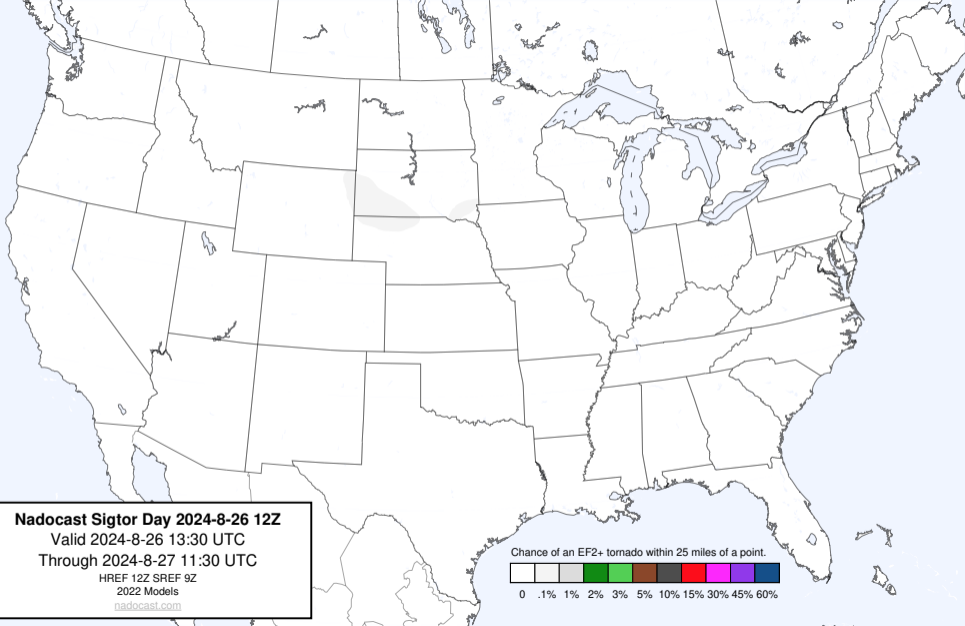 Nadocast Sigtor Day 2024-8-26 12Z
Valid 2024-8-26 13:30 UTC
Through 2024-8-27 11:30 UTC
HREF 12Z SREF 9Z
2022 Models
nadocast.com
Chance of an EF2+ tornado within 25 miles of a point.
0 .1% 1% 2% 3% 5% 10% 15% 30% 45% 60%